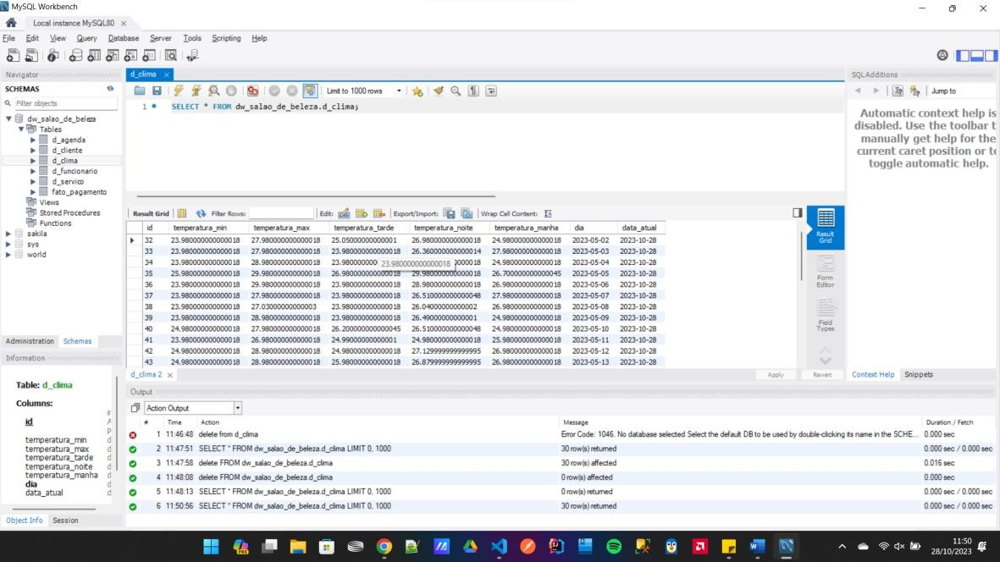 MySQL Workbench
Local instance MySQL80
File Edit View Query Database Server Tools Scripting Help
Navigator
SCHEMAS
Filter objects
dw_salao_de_beleza
Tables
d_agenda
d_cliente
d_clima
d_funcionario
d_servico
fato_pagamento
Views
Stored Procedures
Functions
sakila
sys
world
Administration Schemas
Information
Table: d_clima
Columns:
id
temperatura_min
temperatura_max
temperatura_tarde
temperatura_noite
temperatura_manha
dia
data_atual
Object Info Session
d_clima
Limit to 1000 rows
1 SELECT * FROM dw_salao_de_beleza.d_clima;
Result Grid Filter Rows: Edit: Export/Import: Wrap Cell Content:
id temperatura_min temperatura_max temperatura_tarde temperatura_noite temperatura_manha dia data_atual
32 23.980000000000018 27.980000000000018 25.05000000000001 26.980000000000018 24.980000000000018 2023-05-02 2023-10-28
33 23.980000000000018 27.980000000000018 23.980000000000018 26.360000000000014 27.980000000000018 2023-05-03 2023-10-28
34 23.980000000000018 28.980000000000018 23.980000000 0000018 24.980000000000018 2023-05-04 2023-10-28
23.980000000000018
35 25.980000000000018 29.980000000000018 26.980000000000018 29.980000000000018 26.700000000000045 2023-05-05 2023-10-28
36 23.980000000000018 29.980000000000018 23.980000000000018 28.980000000000018 26.980000000000018 2023-05-06 2023-10-28
37 23.980000000000018 27.980000000000018 23.980000000000018 26.510000000000048 27.980000000000018 2023-05-07 2023-10-28
38 23.980000000000018 27.03000000000003 23.980000000000018 26.04000000000002 26.980000000000018 2023-05-08 2023-10-28
39 23.980000000000018 28.980000000000018 23.980000000000018 26.49000000000001 24.980000000000018 2023-05-09 2023-10-28
40 24.980000000000018 27.980000000000018 26.200000000000045 26.510000000000048 24.980000000000018 2023-05-10 2023-10-28
41 23.980000000000018 26.980000000000018 24.99000000000001 24.980000000000018 25.980000000000018 2023-05-11 2023-10-28
42 24.980000000000018 28.980000000000018 24.980000000000018 27.129999999999995 26.980000000000018 2023-05-12 2023-10-28
43 24.980000000000018 28.980000000000018 25.980000000000018 26.879999999999995 26.980000000000018 2023-05-13 2023-10-28
Result Grid
Form Editor
Field Types
d_clima 2 Apply Revert
SQLAdditions
Jump to
Automatic context help is
disabled. Use the toolbar t
manually get help for the
current caret position or to
toggle automatic help.
Context Help Snippets
Output
Action Output
# Time Action Message Duration / Fetch
1 11:46:48 delete from d_clima Error Code: 1046. No database selected Select the default DB to be used by double-clicking its name in the SCHE... 0.000 sec
2 11:47:51 SELECT * FROM dw_salao_de_beleza.d_clima LIMIT 0, 1000 30 row(s) returned 0.000 sec / 0.000 sec
3 11:47:58 delete FROM dw_salao_de_beleza.d_clima 30 row(s) affected 0.016 sec
4 11:48:08 delete FROM dw_salao_de_beleza.d_clima 0 row(s) affected 0.000 sec
5 11:48:13 SELECT * FROM dw_salao_de_beleza.d_clima LIMIT 0, 1000 0 row(s) returned 0.000 sec / 0.000 sec
6 11:50:56 SELECT * FROM dw_salao_de_beleza.d_clima LIMIT 0, 1000 30 row(s) returned 0.000 sec / 0.000 sec
11:50
28/10/2023